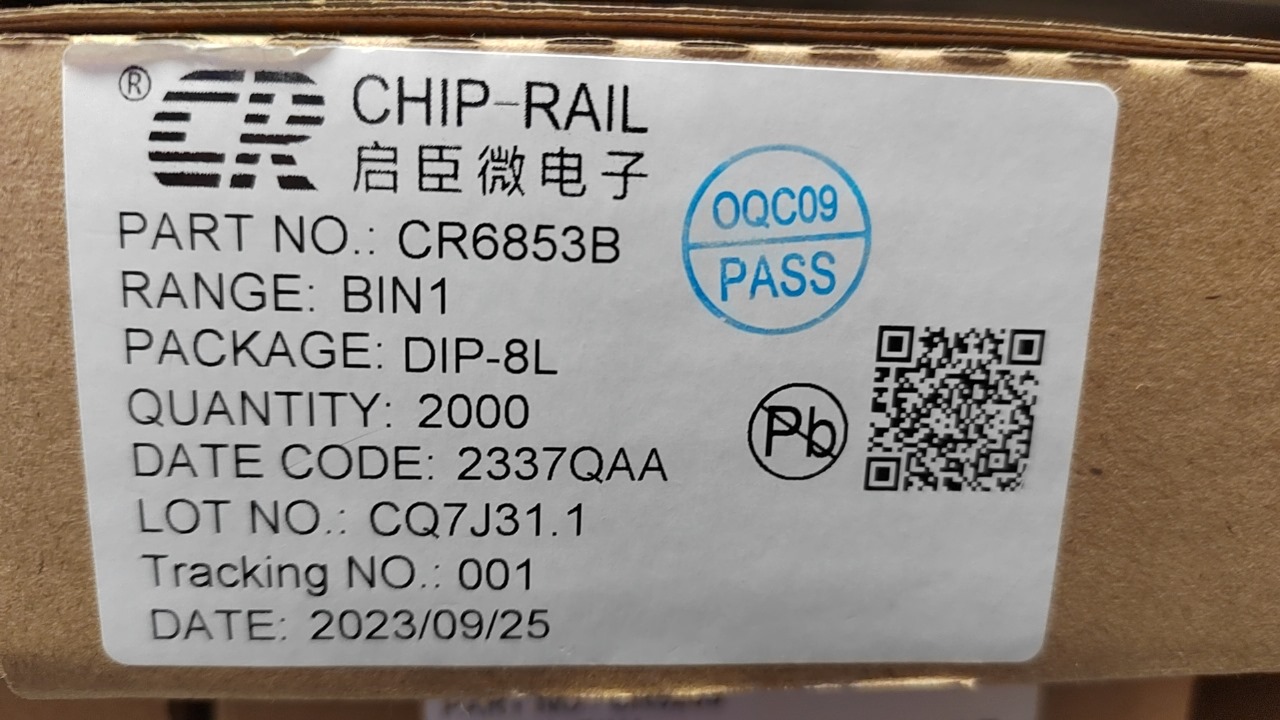 ® CR CHIP-RAIL
启臣微电子
OQC09
PASS
PART NO.: CR6853B
RANGE: BIN1
PACKAGE: DIP-8L
QUANTITY: 2000
DATE CODE: 2337QAA
LOT NO.: CQ7J31.1
Tracking NO.: 001
DATE: 2023/09/25
Pb